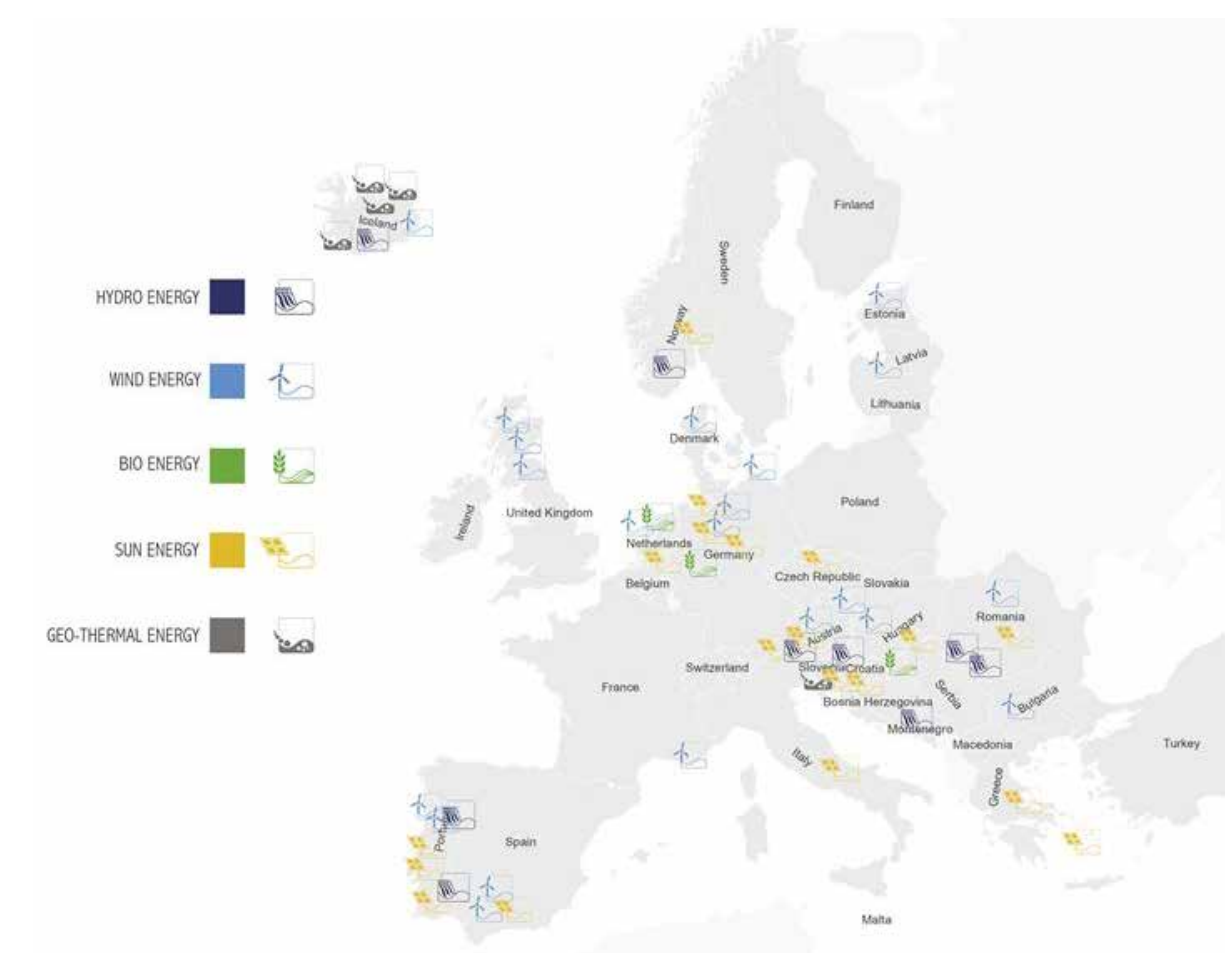 Finland
Iceland
Sweden
HYDRO ENERGY
Estonia
Norway
Latvia
WIND ENERGY
Lithuania
Denmark
BIO ENERGY
Poland
Ireland
United Kingdom
Netherlands
SUN ENERGY
Germany
Belgium
Czech Republic
Slovakia
Romania
GEO-THERMAL ENERGY
Austria
Hungary
Switzerland
Slovenia
Croatia
France
Serbia
Bosnia Herzegovina
Bulgaria
Montenegro
Macedonia
Turkey
Italy
Greece
Spain
Malta